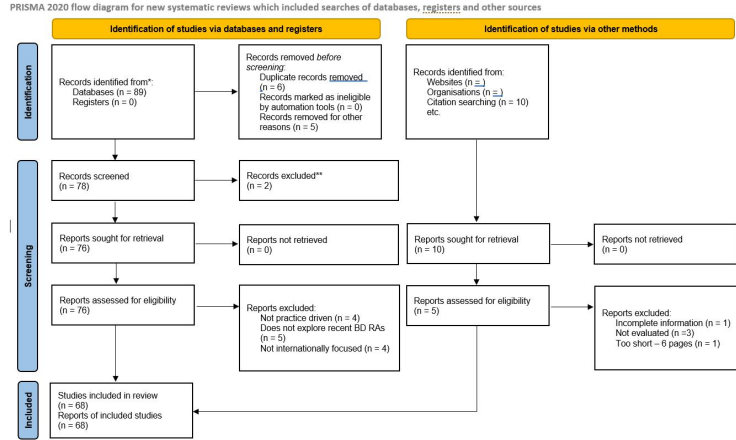 PRISMA 2020 flow diagram for new systematic reviews which included searches of databases, registers and other sources
Identification of studies via databases and registers
Identification of studies via other methods
Identification
Records identified from*:
Databases (n = 89)
Registers (n = 0)
Records removed before
screening:
Duplicate records removed
(n = 6)
Records marked as ineligible
by automation tools (n = 0)
Records removed for other
reasons (n = 5)
Records identified from:
Websites (n = )
Organisations (n = )
Citation searching (n = 10)
etc.
Screening
Records screened
(n = 78)
Records excluded**
(n = 2)
Reports sought for retrieval
(n = 76)
Reports not retrieved
(n = 0)
Reports sought for retrieval
(n = 10)
Reports not retrieved
(n = 0)
Reports assessed for eligibility
(n = 76)
Reports excluded:
Not practice driven (n = 4)
Does not explore recent BD RAs
(n = 5)
Not internationally focused (n = 4)
Reports assessed for eligibility
(n = 5)
Reports excluded:
Incomplete information (n = 1)
Not evaluated (n =3)
Too short – 6 pages (n = 1)
Included
Studies included in review
(n = 68)
Reports of included studies
(n = 68)